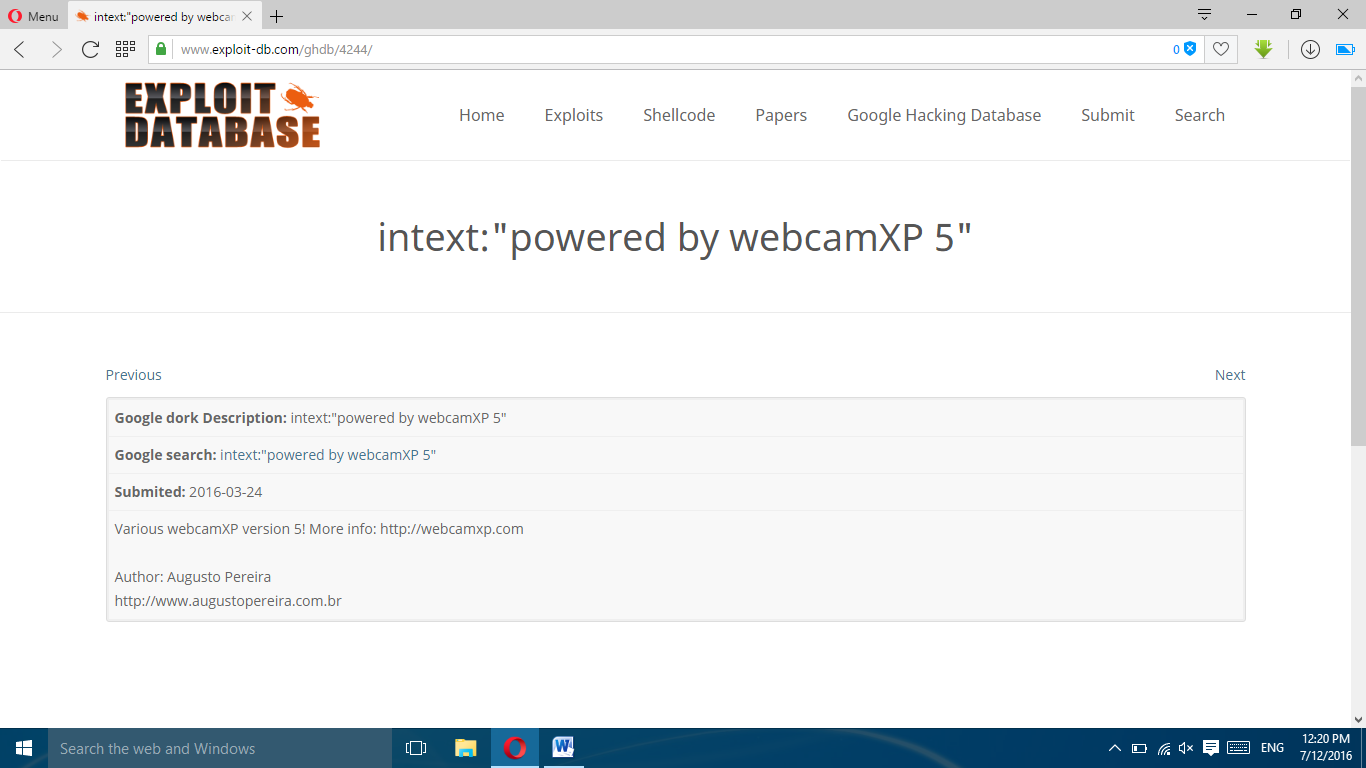 Menu
intext:"powered by webcar
www.exploit-db.com/ghdb/4244/
0
EXPLOIT
DATABASE
Home
Exploits
Shellcode
Papers
Google Hacking Database
Submit
Search
intext:"powered by webcamXP 5"
Previous
Next
Google dork Description: intext:"powered by webcamXP 5"
Google search: intext:"powered by webcamXP 5"
Submited: 2016-03-24
Various webcamXP version 5! More info: http://webcamxp.com
Author: Augusto Pereira
http://www.augustopereira.com.br
Search the web and Windows
ENG
12:20 PM
7/12/2016